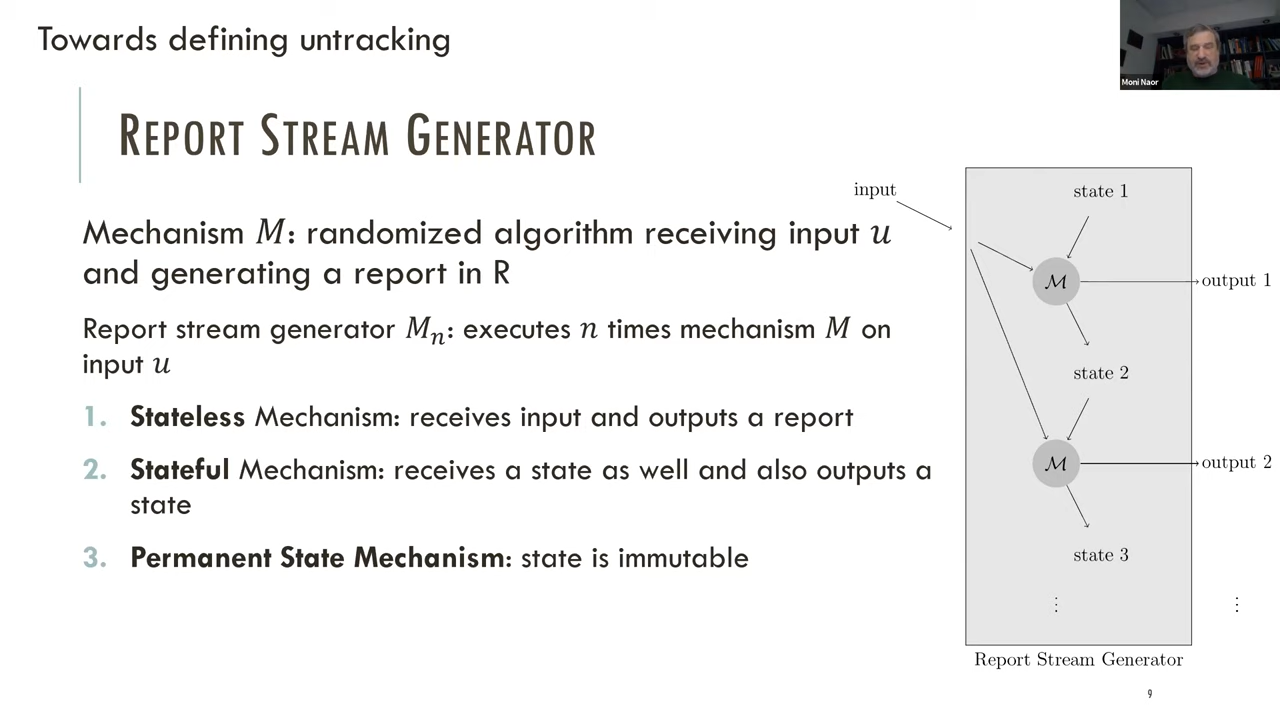 Towards defining untracking
Moni Naor
REPORT STREAM GENERATOR
Mechanism M: randomized algorithm receiving input u
and generating a report in R
Report stream generator Mₙ: executes n times mechanism M on
input u
1. Stateless Mechanism: receives input and outputs a report
2. Stateful Mechanism: receives a state as well and also outputs a
state
3. Permanent State Mechanism: state is immutable
input
state 1
ℳ
output 1
state 2
ℳ
output 2
state 3
⋮ ⋮
Report Stream Generator
9